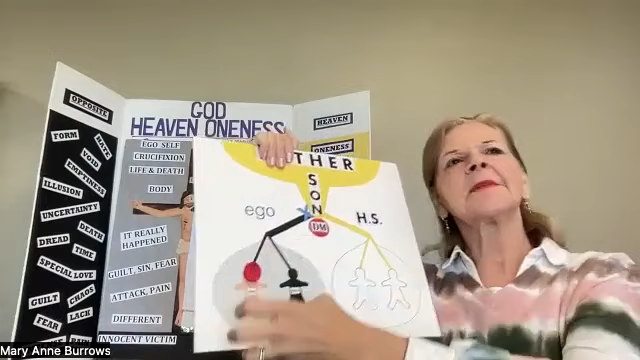 OPPOSITE
FORM
HATE
VOID
EMPTINESS
ILLUSION
UNCERTAINTY
DEATH
DREAD
TIME
SPECIAL LOVE
GUILT
CHAOS
LACK
FEAR
GOD
HEAVEN ONENESS
EGO SELF
CRUCIFIXION
LIFE & DEATH
BODY
IT REALLY
HAPPENED
GUILT, SIN, FEAR
ATTACK, PAIN
DIFFERENT
INNOCENT VICTIM
HEAVEN
ONENESS
THER
SON
ego
H.S.
DM
Mary Anne Burrows